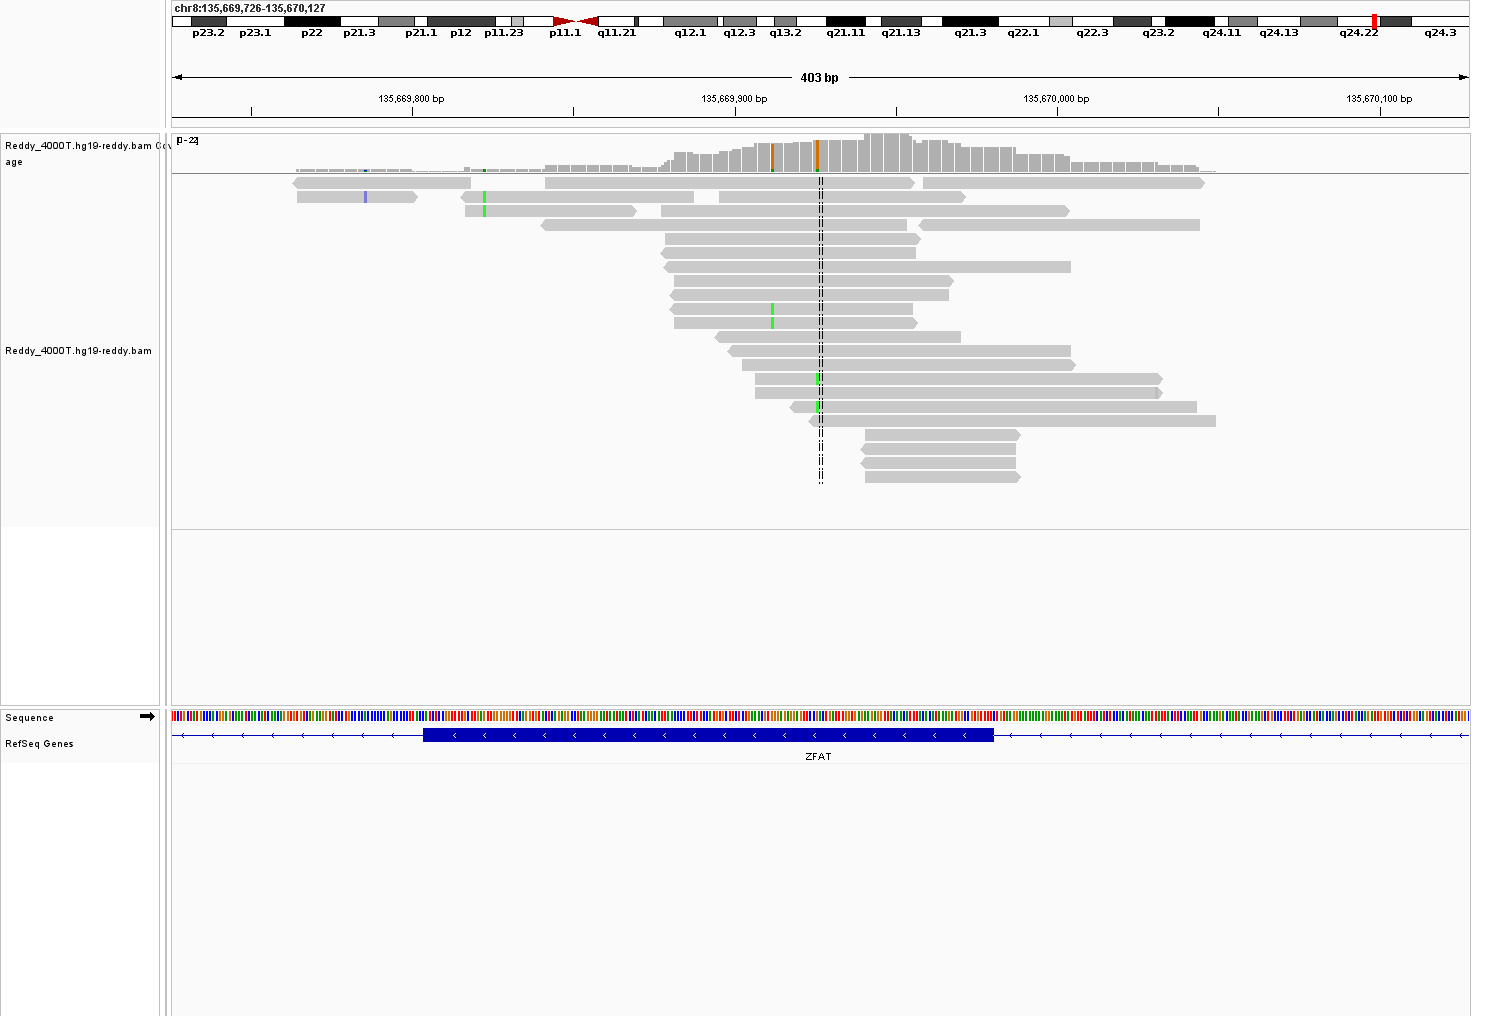 chr8:135,669,726-135,670,127
p23.2 p23.1 p22 p21.3 p21.1 p12 p11.23 p11.1 q11.21 q12.1 q12.3 q13.2 q21.11 q21.13 q21.3 q22.1 q22.3 q23.2 q24.11 q24.13 q24.22 q24.3
403 bp
135,669,800 bp 135,669,900 bp 135,670,000 bp 135,670,100 bp
Reddy_4000T.hg19-reddy.bam Cov
age
[0-22]
Reddy_4000T.hg19-reddy.bam
Sequence
RefSeq Genes
ZFAT